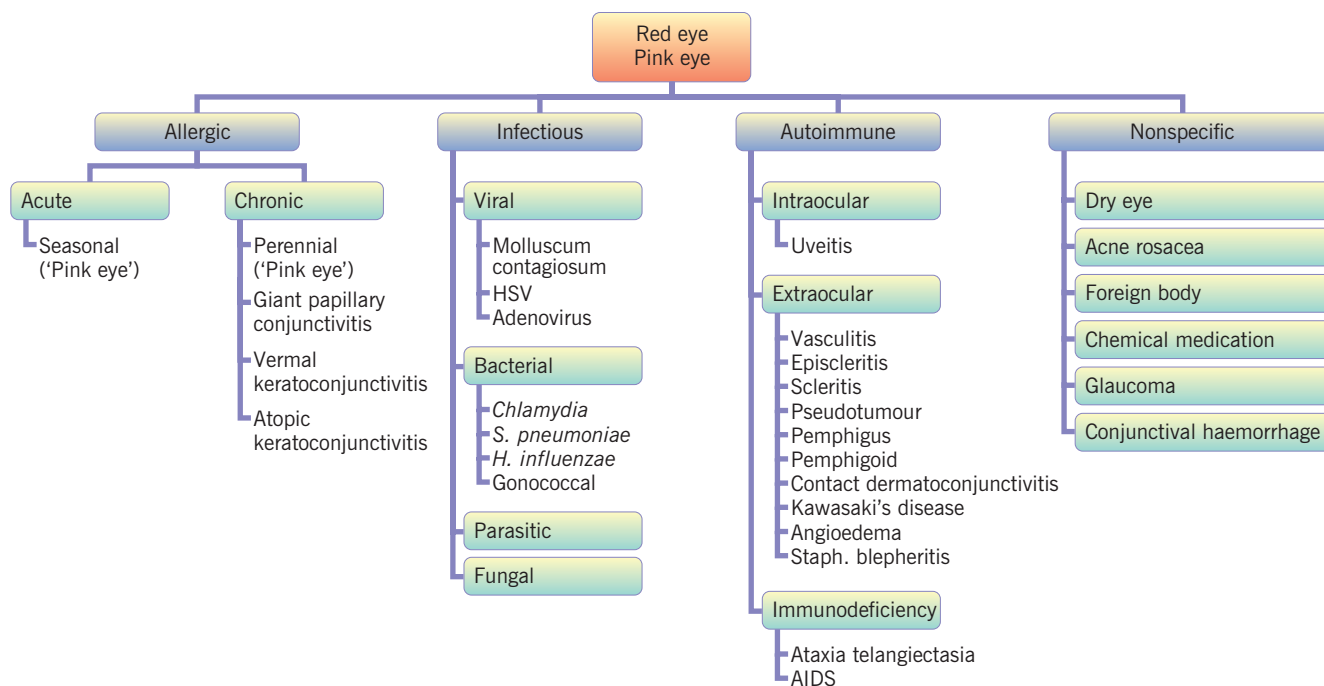 Red eye
Pink eye
Allergic
Acute
Seasonal
(‘Pink eye’)
Chronic
Perennial
(‘Pink eye’)
Giant papillary
conjunctivitis
Vermal
keratoconjunctivitis
Atopic
keratoconjunctivitis
Infectious
Viral
Molluscum
contagiosum
HSV
Adenovirus
Bacterial
Chlamydia
S. pneumoniae
H. influenzae
Gonococcal
Parasitic
Fungal
Autoimmune
Intraocular
Uveitis
Extraocular
Vasculitis
Episcleritis
Scleritis
Pseudotumour
Pemphigus
Pemphigoid
Contact dermatoconjunctivitis
Kawasaki’s disease
Angioedema
Staph. blepheritis
Immunodeficiency
Ataxia telangiectasia
AIDS
Nonspecific
Dry eye
Acne rosacea
Foreign body
Chemical medication
Glaucoma
Conjunctival haemorrhage